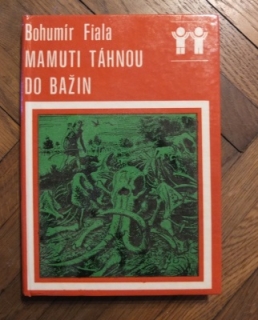 Bohumír Fiala
MAMUTI TÁHNOU
DO BAŽIN